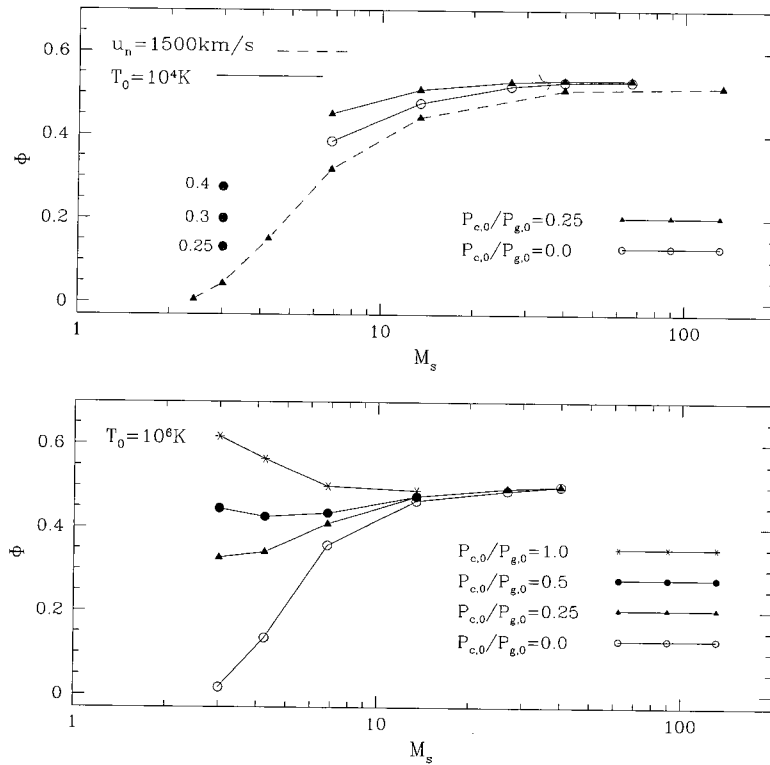 0.6
u_n=1500km/s
T_0=10^4K
0.4
Φ
0.4
0.3
0.25
0.2
P_c,0/P_g,0=0.25
P_c,0/P_g,0=0.0
0
1
10
100
M_s
0.6
T_0=10^6K
0.4
Φ
P_c,0/P_g,0=1.0
P_c,0/P_g,0=0.5
P_c,0/P_g,0=0.25
P_c,0/P_g,0=0.0
0.2
0
1
10
100
M_s